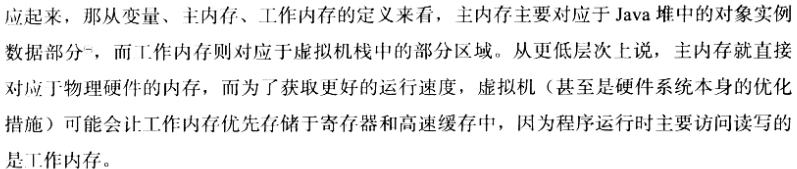 应起来，那从变量、主内存、工作内存的定义来看，主内存主要对应于 Java 堆中的对象实例
数据部分，而工作内存则对应于虚拟机栈中的部分区域。从更低层次上说，主内存就直接
对应于物理硬件的内存，而为了获取更好的运行速度，虚拟机（甚至是硬件系统本身的优化
措施）可能会让工作内存优先存储于寄存器和高速缓存中，因为程序运行时主要访问读写的
是工作内存。